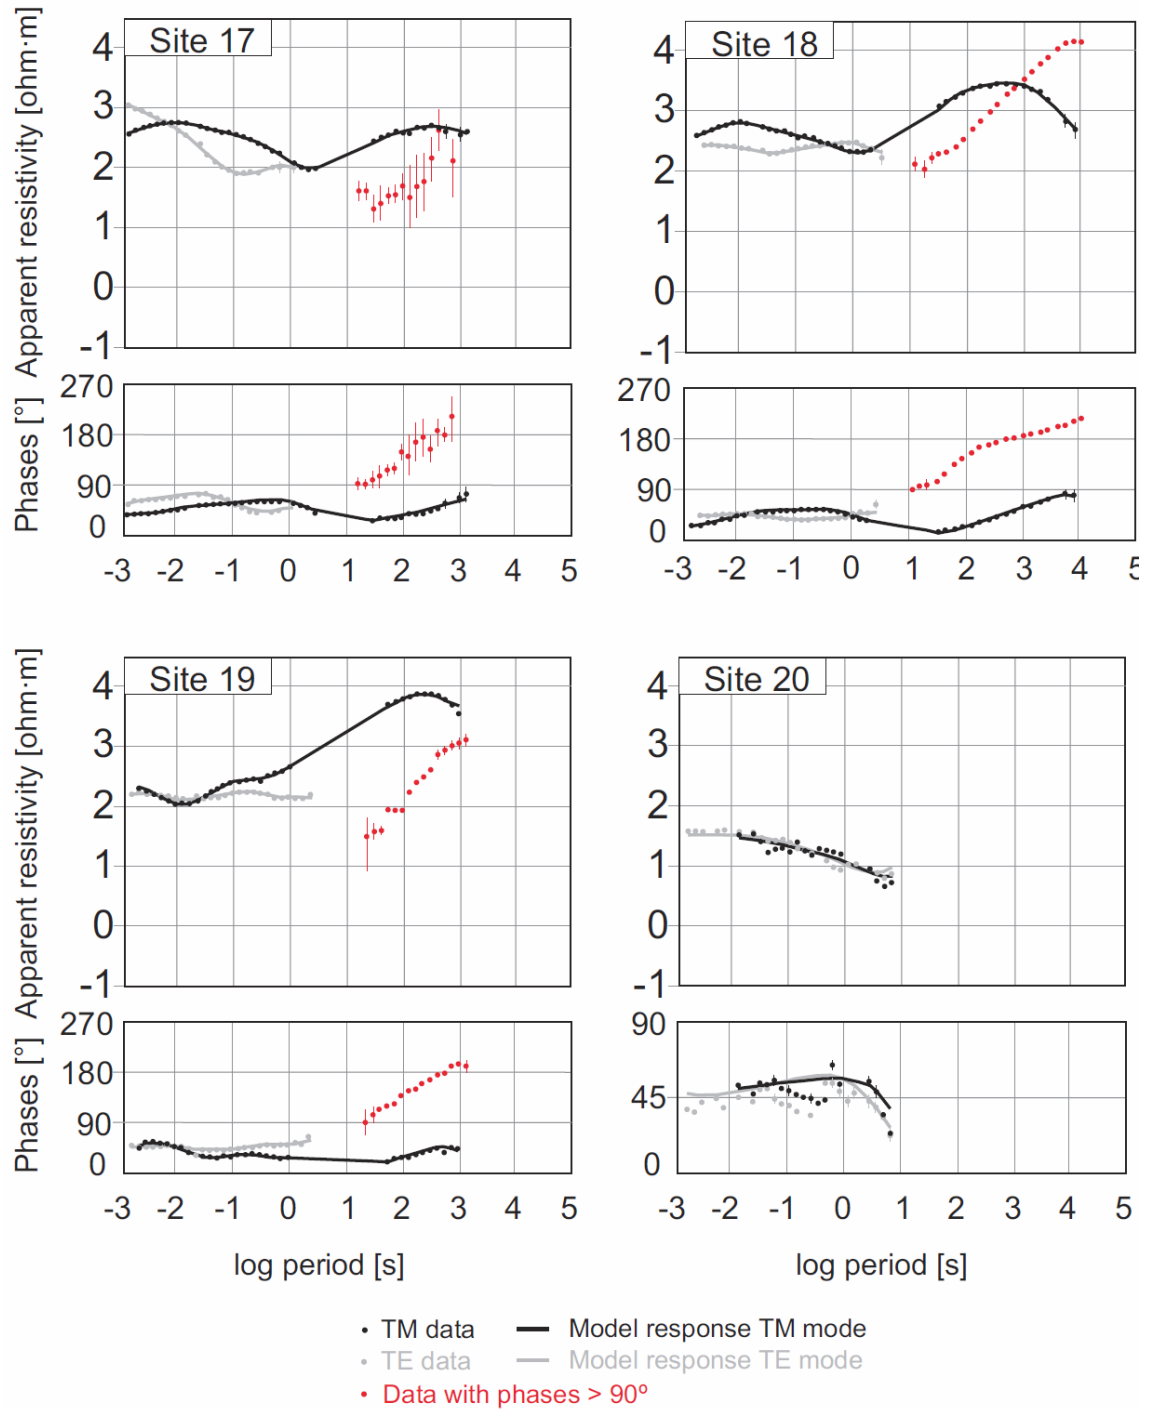 Site 17
Apparent resistivity [ohm·m]
4
3
2
1
0
-1
Phases [°]
270
180
90
0
-3 -2 -1 0 1 2 3 4 5
Site 18
4
3
2
1
0
-1
270
180
90
0
-3 -2 -1 0 1 2 3 4 5
Site 19
Apparent resistivity [ohm·m]
4
3
2
1
0
-1
Phases [°]
270
180
90
0
-3 -2 -1 0 1 2 3 4 5
log period [s]
Site 20
4
3
2
1
0
-1
90
45
0
-3 -2 -1 0 1 2 3 4 5
log period [s]
TM data Model response TM mode
TE data Model response TE mode
Data with phases > 90º